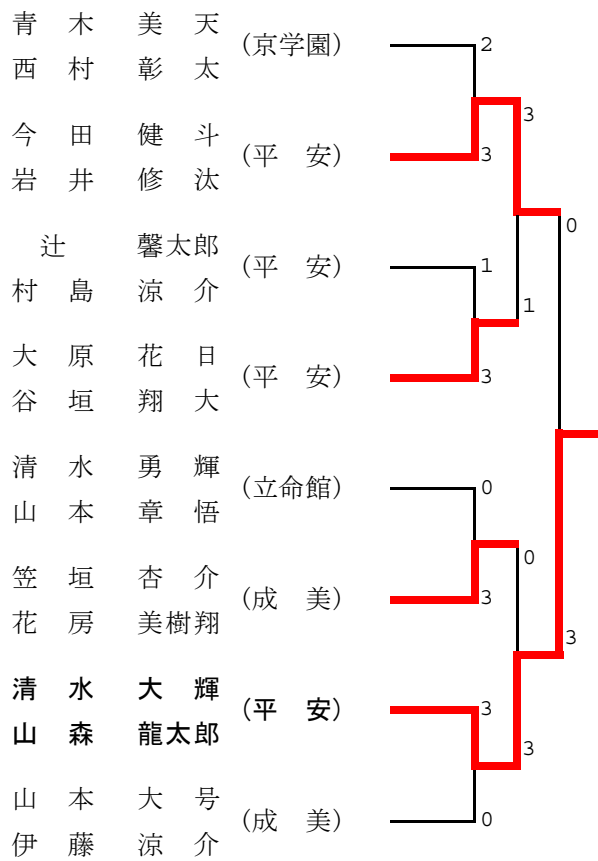 青木 美天
(京学園)
西村 彰太
2
今田 健斗
(平安)
岩井 修汰
3
3
辻 馨太郎
(平安)
村島 涼介
1
1
大原 花日
(平安)
谷垣 翔大
3
0
清水 勇輝
(立命館)
山本 章悟
0
0
笠垣 杏介
(成美)
花房 美樹翔
3
3
清水 大輝
(平安)
山森 龍太郎
3
3
山本 大号
(成美)
伊藤 涼介
0